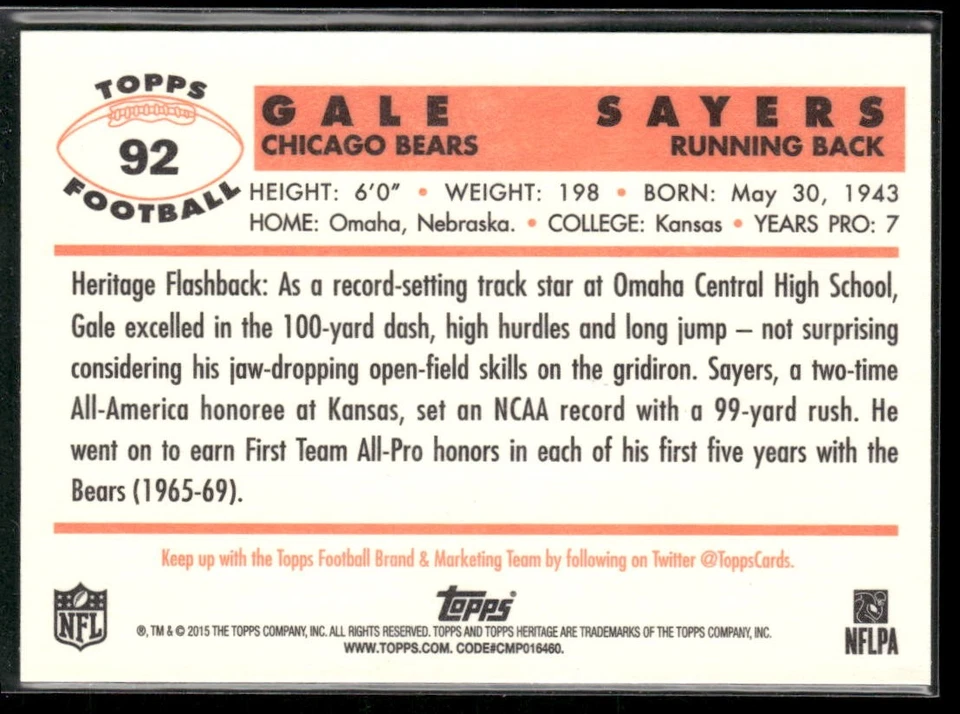 TOPPS
92
FOOTBALL
GALE SAYERS
CHICAGO BEARS RUNNING BACK
HEIGHT: 6'0" • WEIGHT: 198 • BORN: May 30, 1943
HOME: Omaha, Nebraska. • COLLEGE: Kansas • YEARS PRO: 7
Heritage Flashback: As a record-setting track star at Omaha Central High School,
Gale excelled in the 100-yard dash, high hurdles and long jump – not surprising
considering his jaw-dropping open-field skills on the gridiron. Sayers, a two-time
All-America honoree at Kansas, set an NCAA record with a 99-yard rush. He
went on to earn First Team All-Pro honors in each of his first five years with the
Bears (1965-69).
Keep up with the Topps Football Brand & Marketing Team by following on Twitter @ToppsCards.
NFL
topps®
®, TM & © 2015 THE TOPPS COMPANY, INC. ALL RIGHTS RESERVED. TOPPS AND TOPPS HERITAGE ARE TRADEMARKS OF THE TOPPS COMPANY, INC.
WWW.TOPPS.COM. CODE#CMP016460.
NFLPA